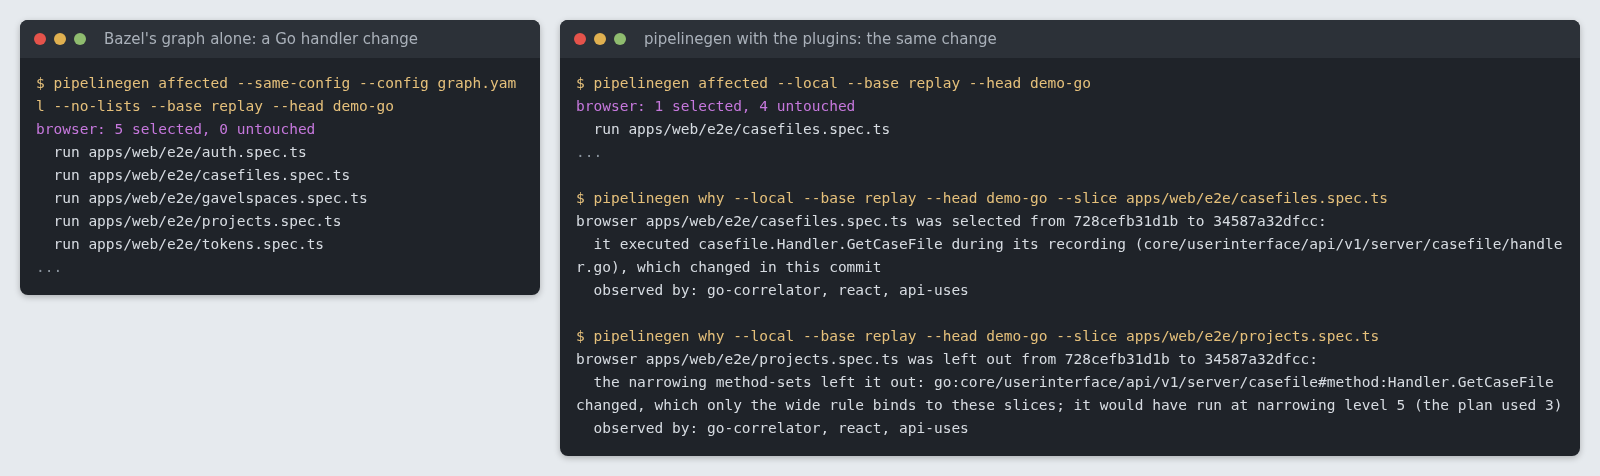 Bazel's graph alone: a Go handler change
$ pipelinegen affected --same-config --config graph.yam
l --no-lists --base replay --head demo-go
browser: 5 selected, 0 untouched
run apps/web/e2e/auth.spec.ts
run apps/web/e2e/casefiles.spec.ts
run apps/web/e2e/gavelspaces.spec.ts
run apps/web/e2e/projects.spec.ts
run apps/web/e2e/tokens.spec.ts
...
pipelinegen with the plugins: the same change
$ pipelinegen affected --local --base replay --head demo-go
browser: 1 selected, 4 untouched
run apps/web/e2e/casefiles.spec.ts
...
$ pipelinegen why --local --base replay --head demo-go --slice apps/web/e2e/casefiles.spec.ts
browser apps/web/e2e/casefiles.spec.ts was selected from 728cefb31d1b to 34587a32dfcc:
it executed casefile.Handler.GetCaseFile during its recording (core/userinterface/api/v1/server/casefile/handle
r.go), which changed in this commit
observed by: go-correlator, react, api-uses
$ pipelinegen why --local --base replay --head demo-go --slice apps/web/e2e/projects.spec.ts
browser apps/web/e2e/projects.spec.ts was left out from 728cefb31d1b to 34587a32dfcc:
the narrowing method-sets left it out: go:core/userinterface/api/v1/server/casefile#method:Handler.GetCaseFile
changed, which only the wide rule binds to these slices; it would have run at narrowing level 5 (the plan used 3)
observed by: go-correlator, react, api-uses